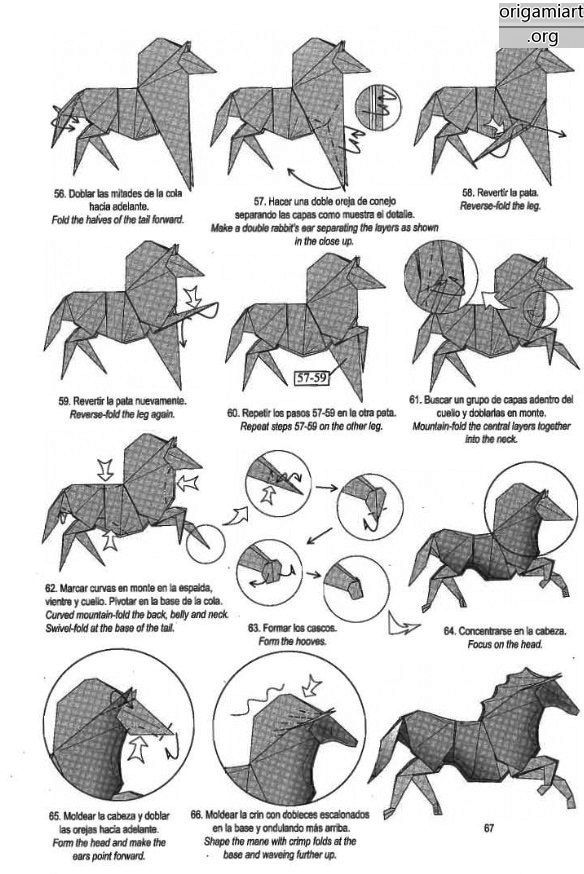 origamiart
.org
56. Doblar las mitades de la cola
hacia adelante.
Fold the halves of the tail forward.
57. Hacer una doble oreja de conejo
separando las capas como muestra el detalle.
Make a double rabbit's ear separating the layers as shown
in the close up.
58. Revertir la pata.
Reverse-fold the leg.
59. Revertir la pata nuevamente.
Reverse-fold the leg again.
57-59
60. Repetir los pasos 57-59 en la otra pata.
Repeat steps 57-59 on the other leg.
61. Buscar un grupo de capas adentro del
cuello y doblarlas en monte.
Mountain-fold the central layers together
into the neck.
62. Marcar curvas en monte en la espalda,
vientre y cuello. Pivotar en la base de la cola.
Curved mountain-fold the back, belly and neck.
Swivel-fold at the base of the tail.
63. Formar los cascos.
Form the hooves.
64. Concentrarse en la cabeza.
Focus on the head.
65. Moldear la cabeza y doblar
las orejas hacia adelante.
Form the head and make the
ears point forward.
66. Moldear la crin con dobleces escalonados
en la base y ondulando más arriba.
Shape the mane with crimp folds at the
base and waveing further up.
67